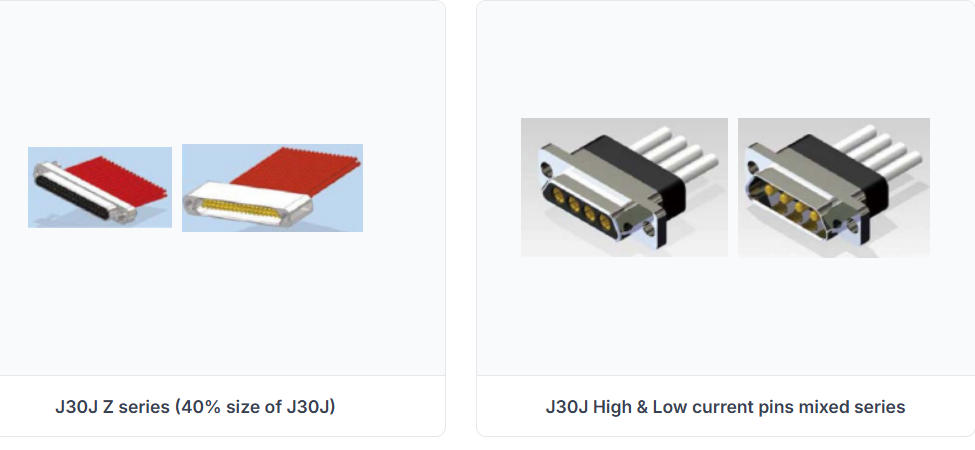 J30J Z series (40% size of J30J)
J30J High & Low current pins mixed series